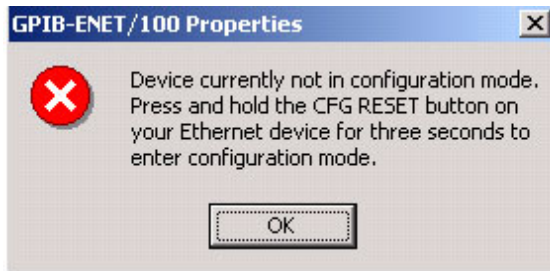 GPIB-ENET/100 Properties
Device currently not in configuration mode.
Press and hold the CFG RESET button on
your Ethernet device for three seconds to
enter configuration mode.
OK